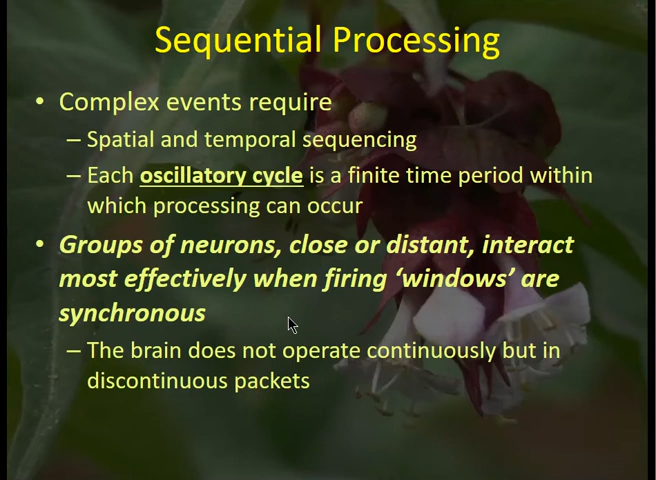 Sequential Processing
• Complex events require
– Spatial and temporal sequencing
– Each oscillatory cycle is a finite time period within
which processing can occur
• Groups of neurons, close or distant, interact
most effectively when firing ‘windows’ are
synchronous
– The brain does not operate continuously but in
discontinuous packets